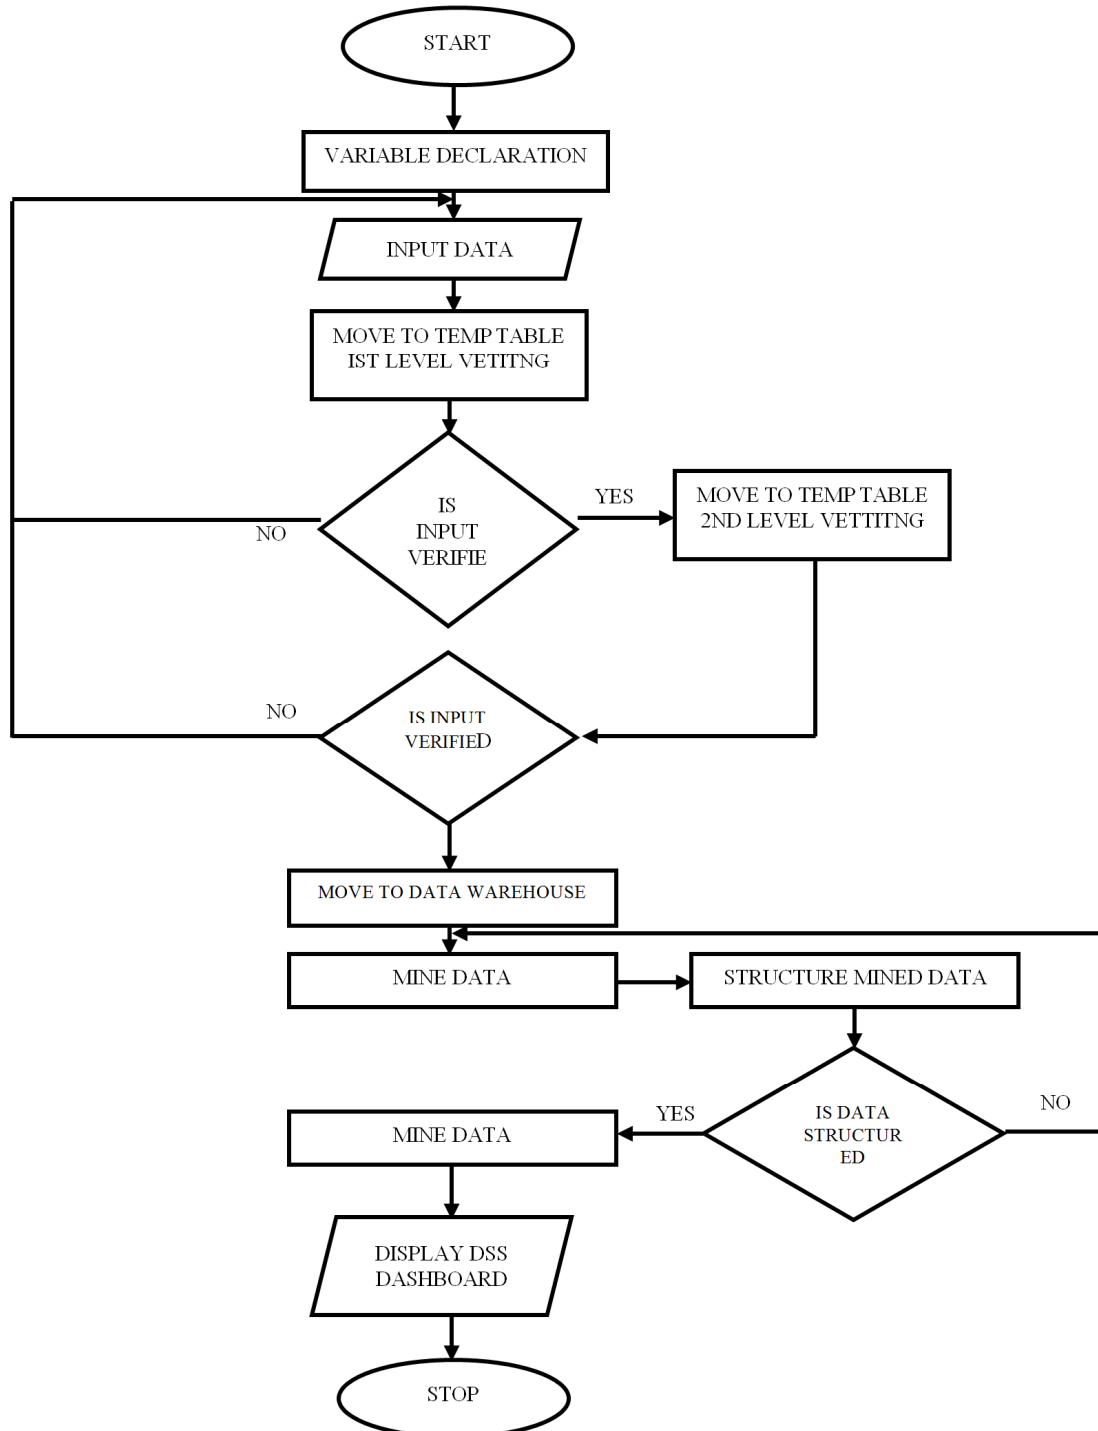 START
VARIABLE DECLARATION
INPUT DATA
MOVE TO TEMP TABLE
IST LEVEL VETITNG
IS
INPUT
VERIFIE
YES
NO
MOVE TO TEMP TABLE
2ND LEVEL VETTITNG
NO
IS INPUT
VERIFIED
MOVE TO DATA WAREHOUSE
MINE DATA
STRUCTURE MINED DATA
IS DATA
STRUCTUR
ED
NO
YES
MINE DATA
DISPLAY DSS
DASHBOARD
STOP